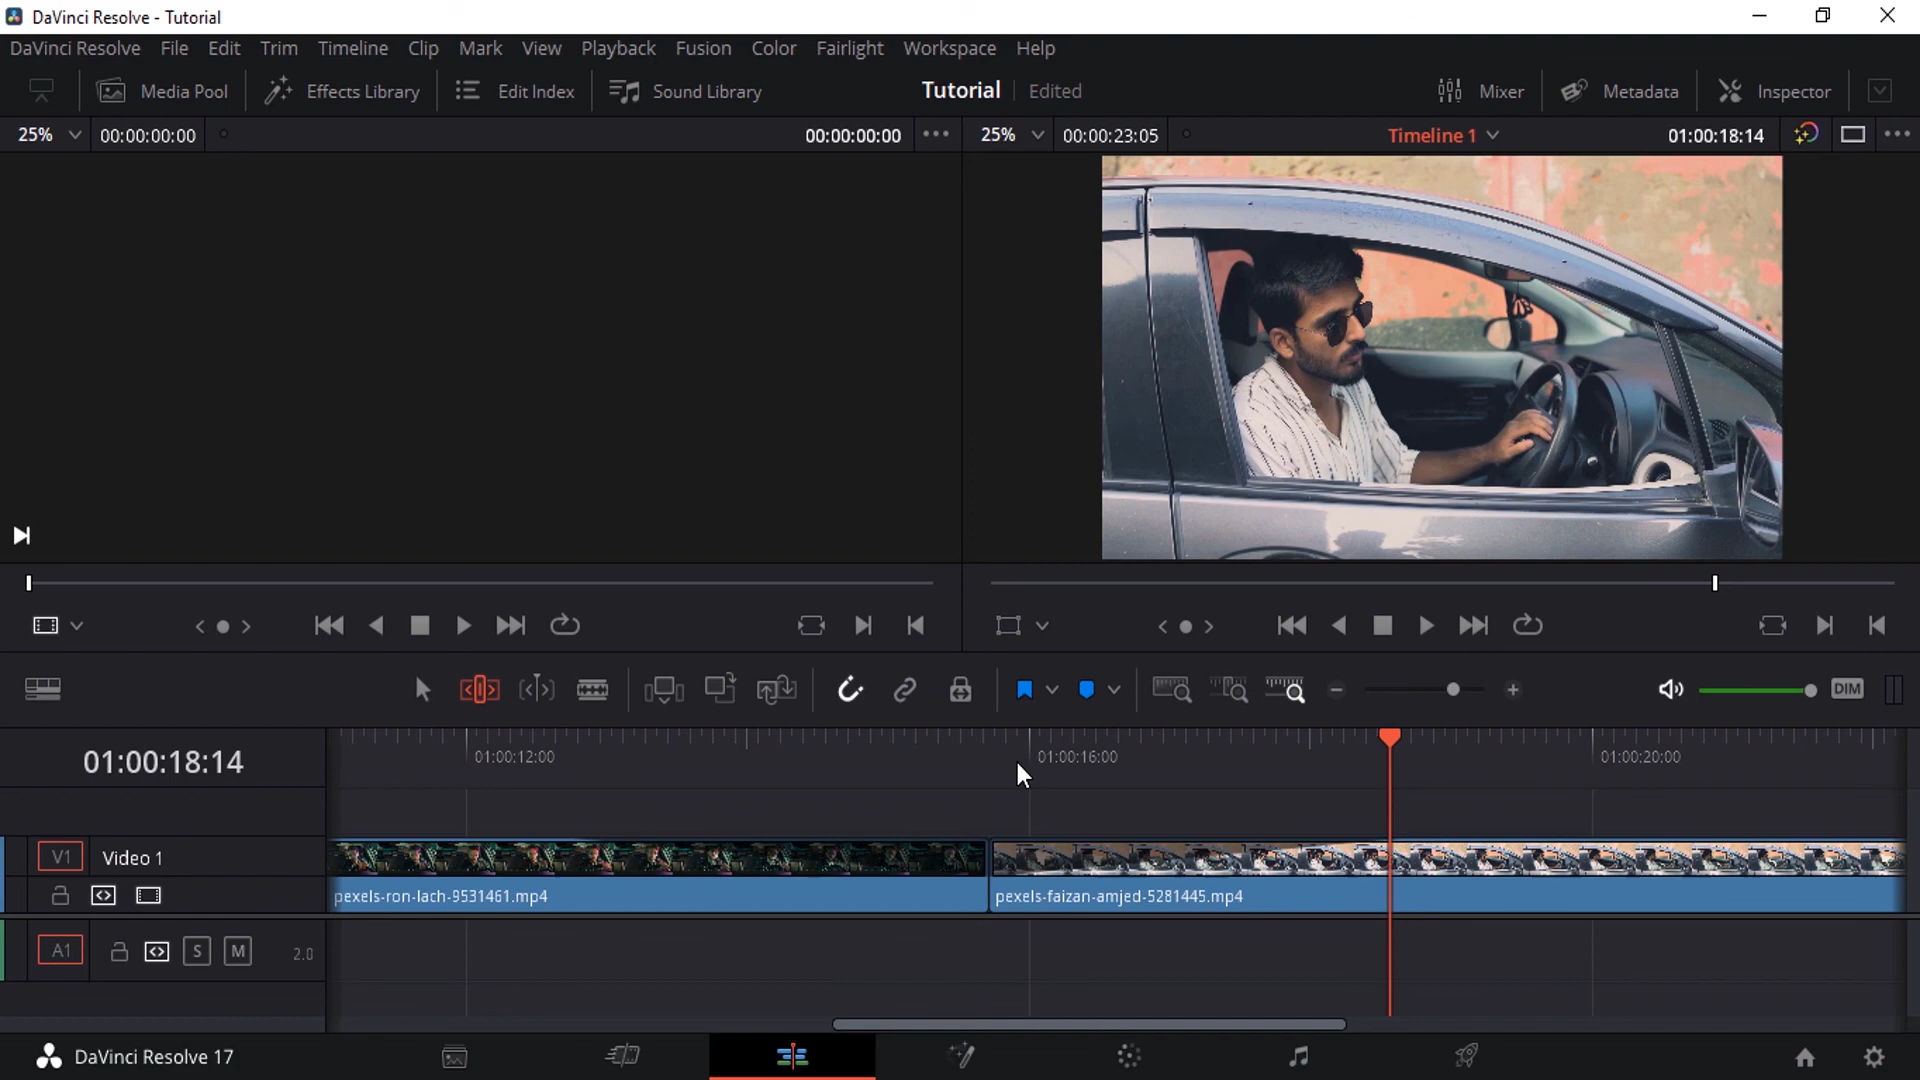 DaVinci Resolve - Tutorial
DaVinci Resolve File Edit Trim Timeline Clip Mark View Playback Fusion Color Fairlight Workspace Help
Media Pool Effects Library Edit Index Sound Library Tutorial Edited Mixer Metadata Inspector
25% 00:00:00:00 00:00:00:00 25% 00:00:23:05 Timeline 1 01:00:18:14
DIM
01:00:18:14 01:00:12:00 01:00:16:00 01:00:20:00
V1 Video 1
pexels-ron-lach-9531461.mp4 pexels-faizan-amjed-5281445.mp4
A1 S M 2.0
DaVinci Resolve 17